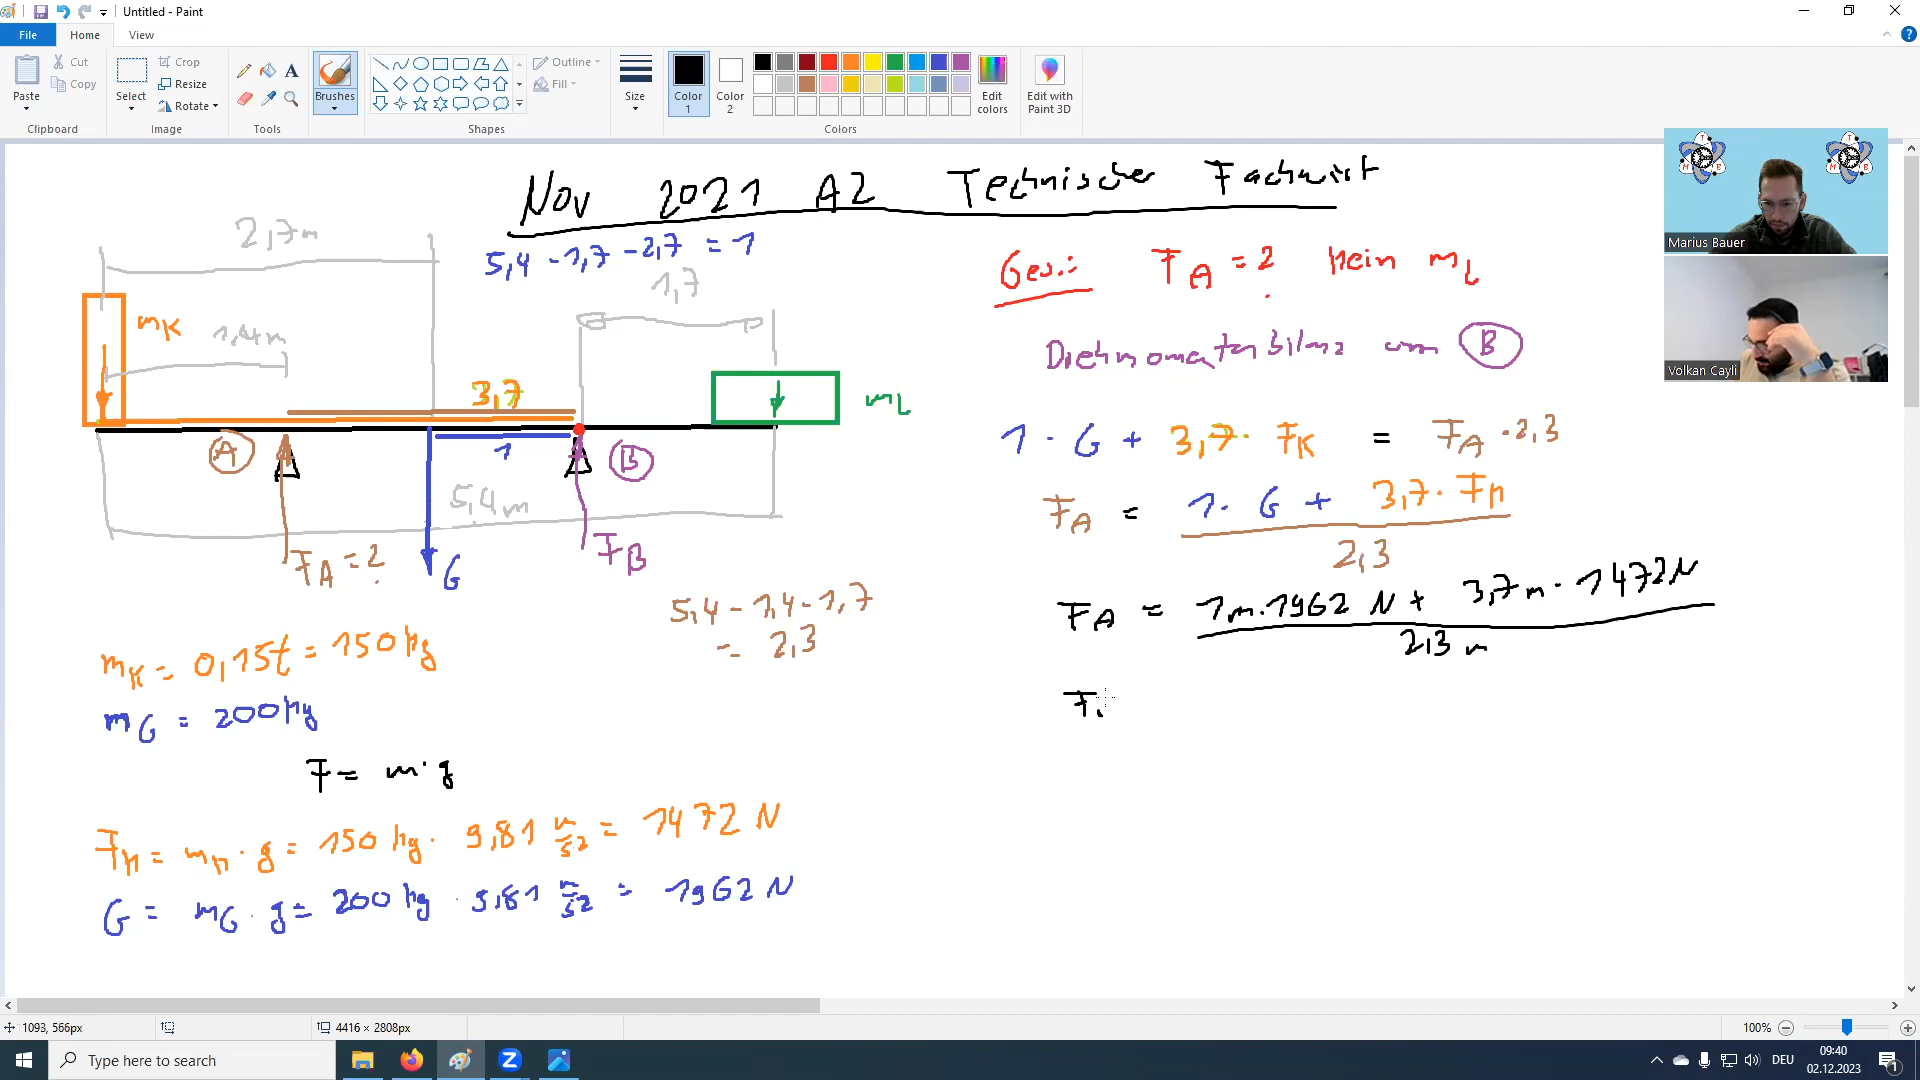 Untitled - Paint
File
Home
View
Paste
Cut
Copy
Clipboard
Select
Crop
Resize
Rotate
Image
Tools
Brushes
Shapes
Outline
Fill
Size
Color
1
Color
2
Edit
colors
Edit with
Paint 3D
Colors
Nov 2021 A2 Technischer Fachwirt
5,4 - 1,7 - 2,7 = 1
2,7m
1,7
mK
1,4m
3,7
mL
A
1
B
5,4m
FA = ?
G
FB
5,4 - 1,4 - 1,7
= 2,3
mK = 0,15t = 150 kg
mG = 200 kg
F = m · g
FK = mK · g = 150 kg · 9,81 m/s2 = 1472 N
G = mG · g = 200 kg · 9,81 m/s2 = 1962 N
Ges.: FA = ? kein mL
Drehmomentenbilanz um B
1 · G + 3,7 · FK = FA · 2,3
FA = 1 · G + 3,7 · FK
2,3
FA = 1m · 1962 N + 3,7m · 1472N
2,3 m
Marius Bauer
Volkan Cayli
1093, 566px
4416 × 2808px
100%
Type here to search
DEU
09:40
02.12.2023
1